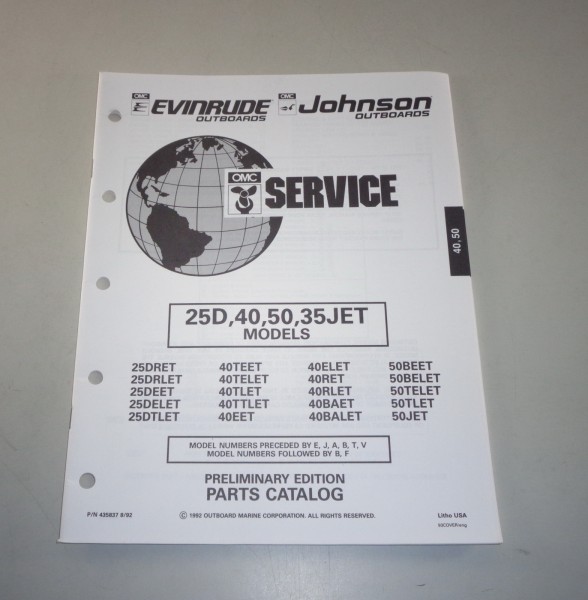 OMC EVINRUDE OMC Johnson
OUTBOARDS OUTBOARDS
OMC SERVICE
40, 50
25D,40,50,35JET
MODELS
25DRET 40TEET 40ELET 50BEET
25DRLET 40TELET 40RET 50BELET
25DEET 40TLET 40RLET 50TELET
25DELET 40TTLET 40BAET 50TLET
25DTLET 40EET 40BALET 50JET
MODEL NUMBERS PRECEDED BY E, J, A, B, T, V
MODEL NUMBERS FOLLOWED BY B, F
PRELIMINARY EDITION
PARTS CATALOG
P/N 435837 8/92 © 1992 OUTBOARD MARINE CORPORATION. ALL RIGHTS RESERVED. Litho USA